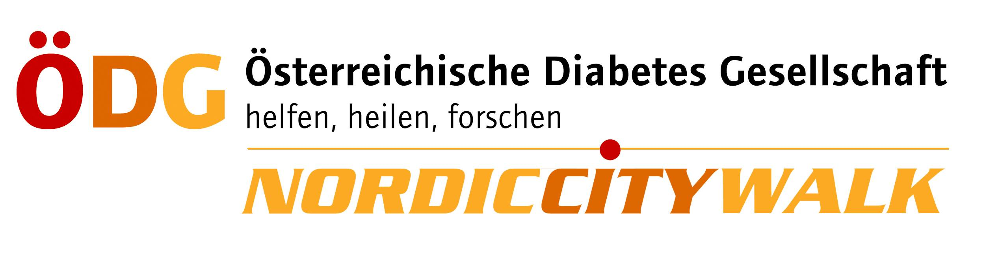 ÖDG
Österreichische Diabetes Gesellschaft
helfen, heilen, forschen
NORDICCiTYWALK